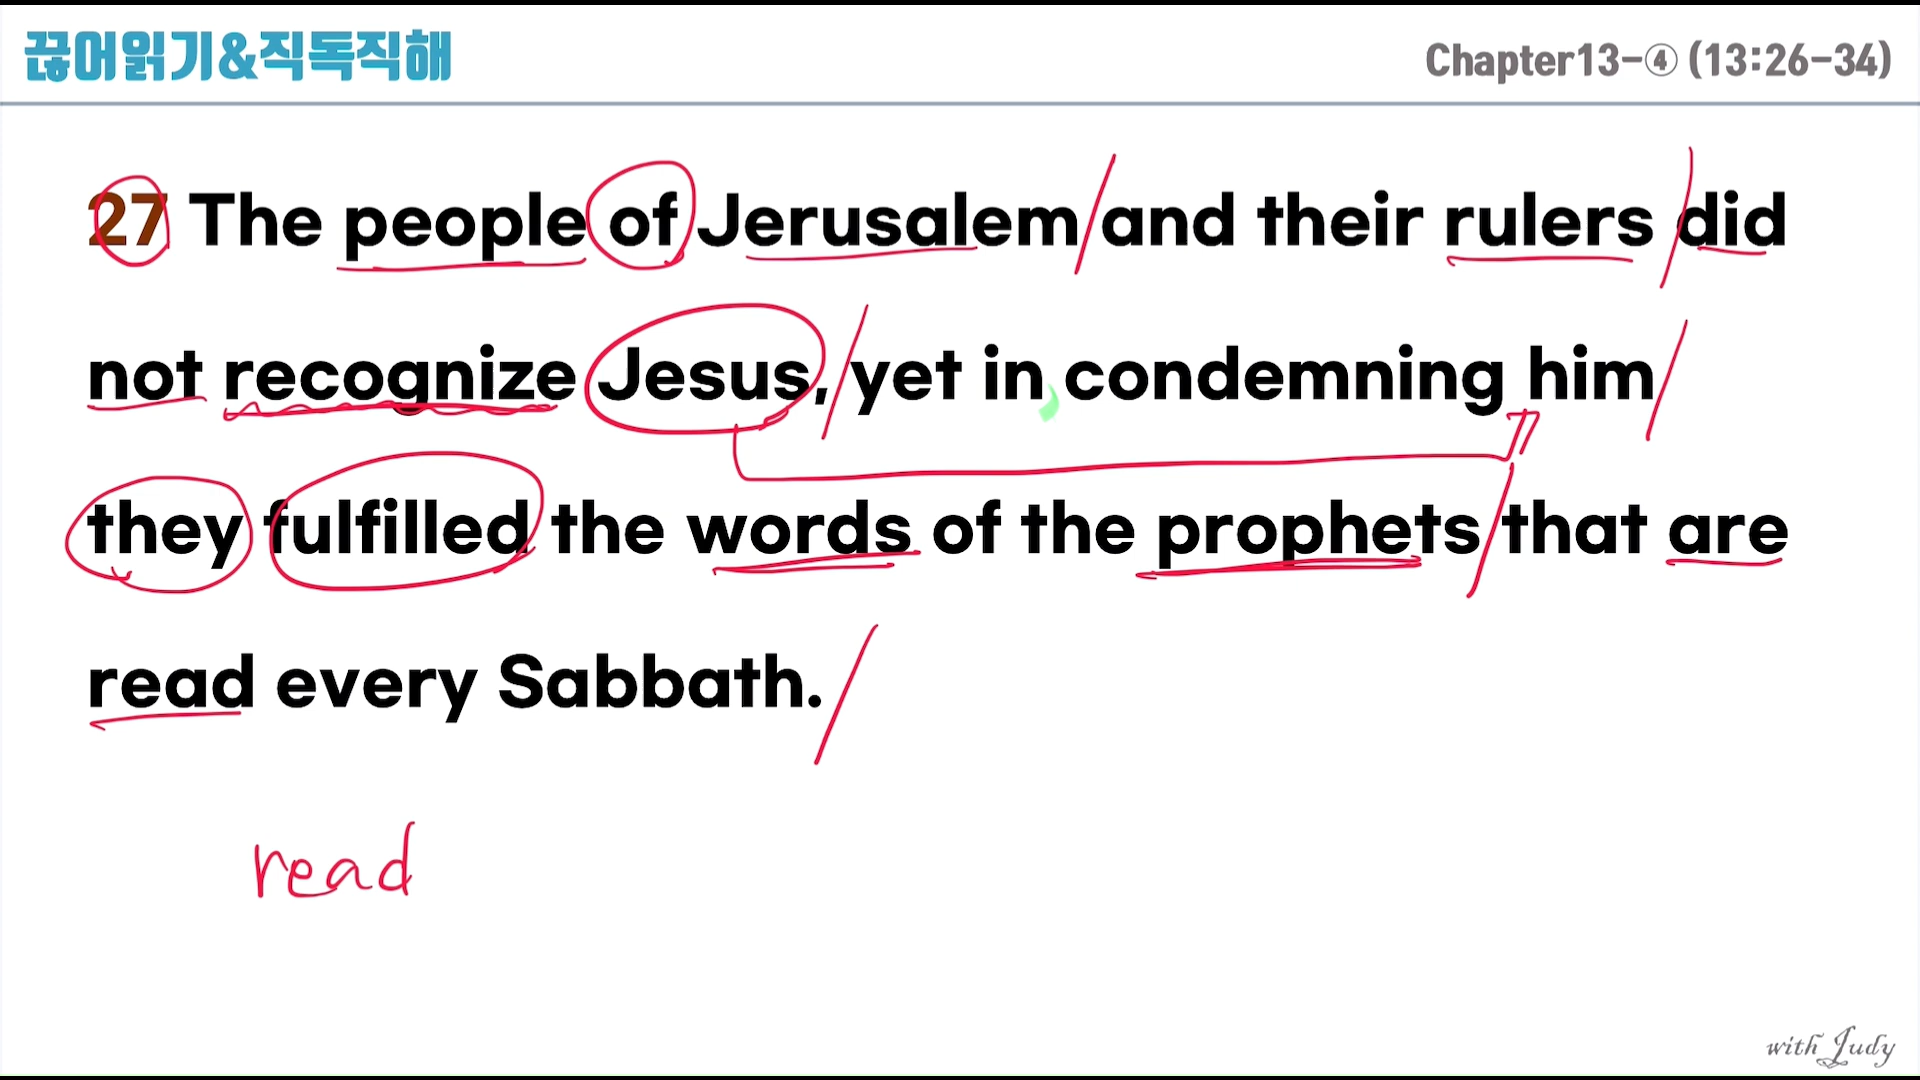 끊어읽기&직독직해
Chapter13-④ (13:26-34)
27 The people of Jerusalem and their rulers did
not recognize Jesus, yet in condemning him
they fulfilled the words of the prophets that are
read every Sabbath.
read
with Judy